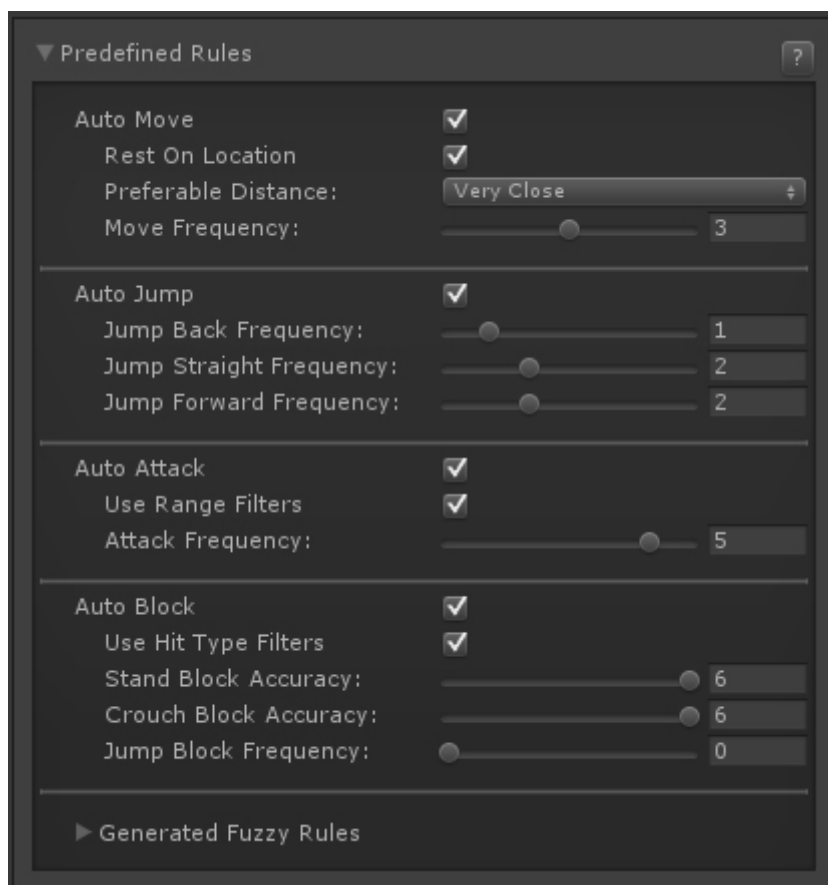 Predefined Rules ?
Auto Move
Rest On Location
Preferable Distance: Very Close
Move Frequency: 3
Auto Jump
Jump Back Frequency: 1
Jump Straight Frequency: 2
Jump Forward Frequency: 2
Auto Attack
Use Range Filters
Attack Frequency: 5
Auto Block
Use Hit Type Filters
Stand Block Accuracy: 6
Crouch Block Accuracy: 6
Jump Block Frequency: 0
Generated Fuzzy Rules